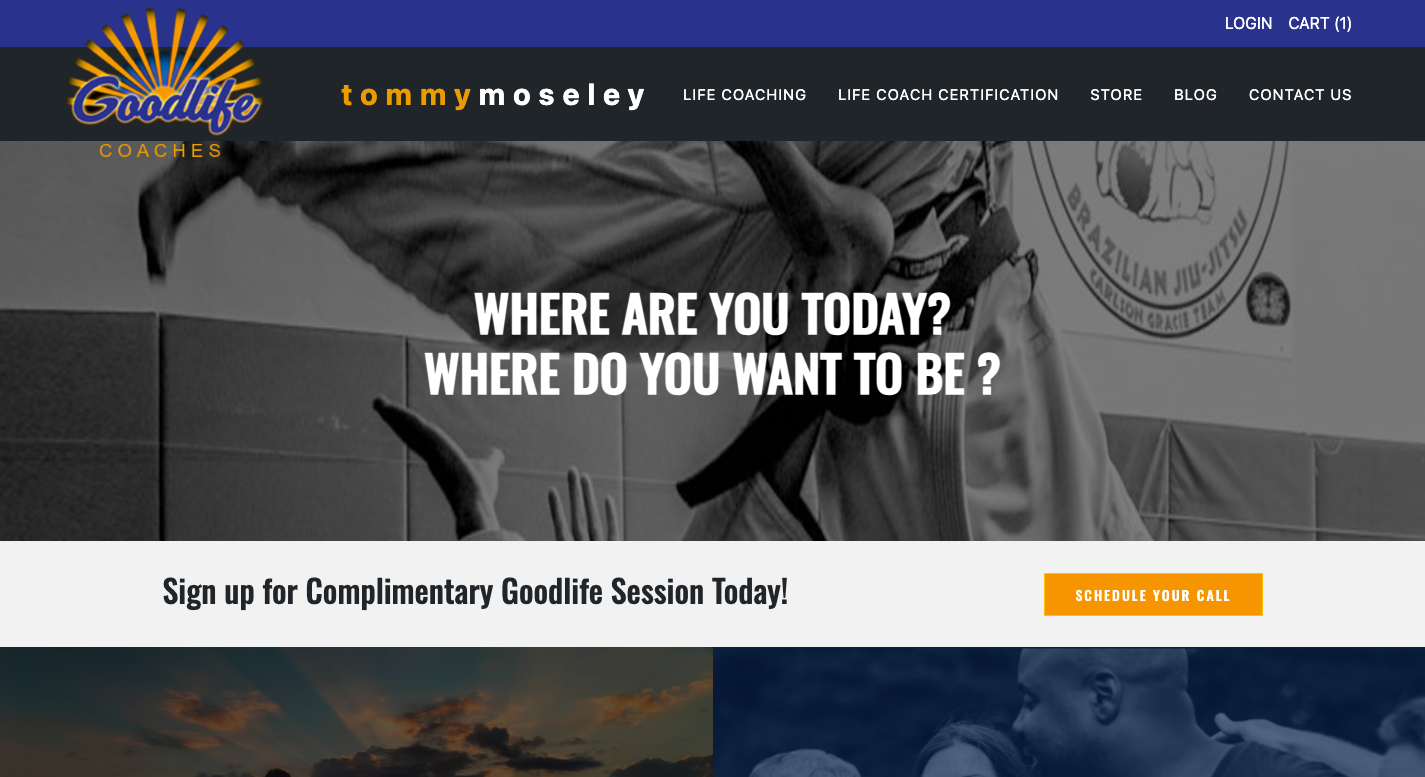 LOGIN CART (1)
Goodlife
COACHES
tommymoseley LIFE COACHING LIFE COACH CERTIFICATION STORE BLOG CONTACT US
BRAZILIAN JIU-JITSU
CARLSON GRACIE TEAM
WHERE ARE YOU TODAY?
WHERE DO YOU WANT TO BE ?
Sign up for Complimentary Goodlife Session Today!
SCHEDULE YOUR CALL